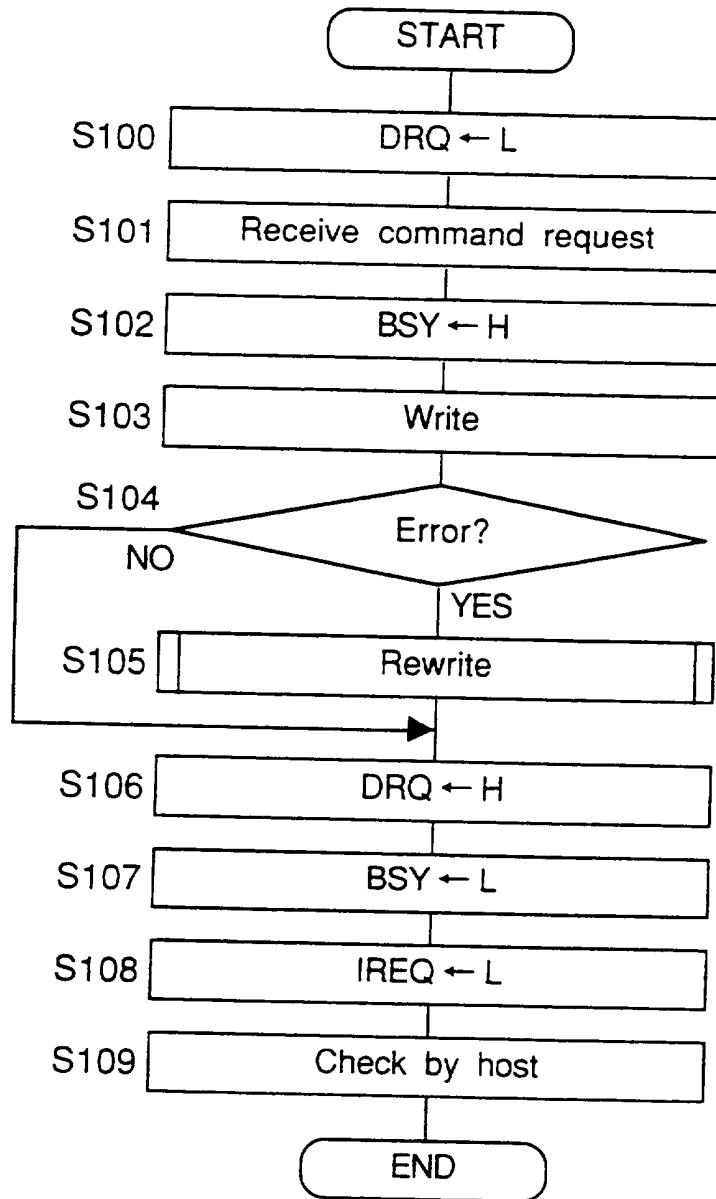 START
S100 DRQ ← L
S101 Receive command request
S102 BSY ← H
S103 Write
S104 Error?
NO
YES
S105 Rewrite
S106 DRQ ← H
S107 BSY ← L
S108 IREQ ← L
S109 Check by host
END